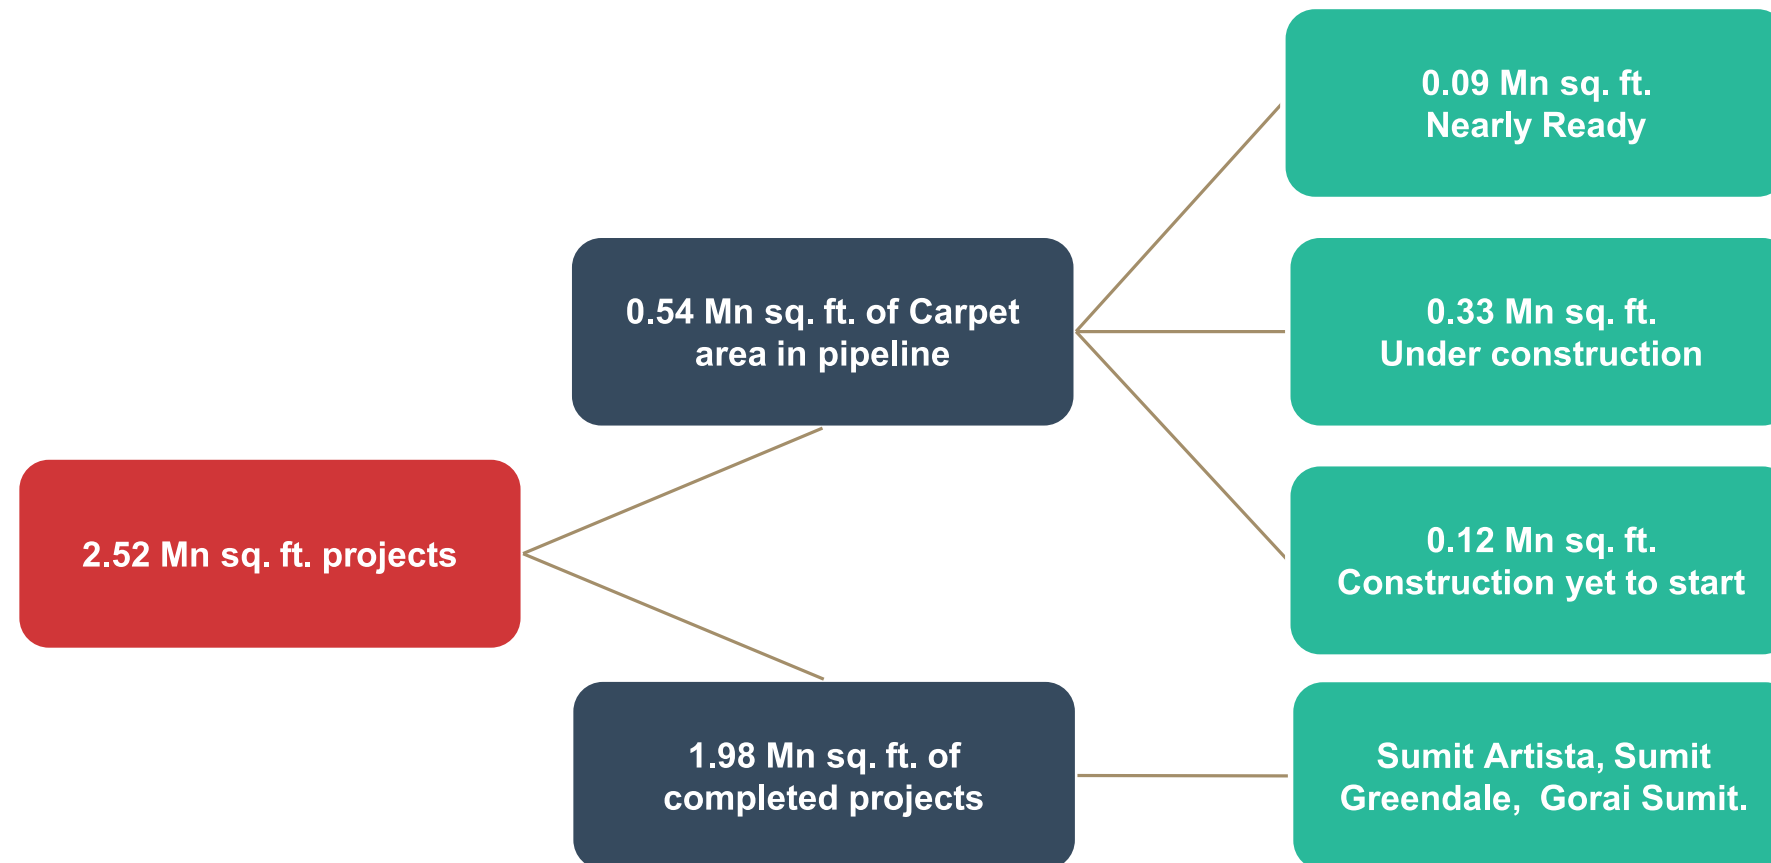 0.09 Mn sq. ft.
Nearly Ready
0.54 Mn sq. ft. of Carpet
area in pipeline
0.33 Mn sq. ft.
Under construction
2.52 Mn sq. ft. projects
0.12 Mn sq. ft.
Construction yet to start
1.98 Mn sq. ft. of
completed projects
Sumit Artista, Sumit
Greendale,  Gorai Sumit.